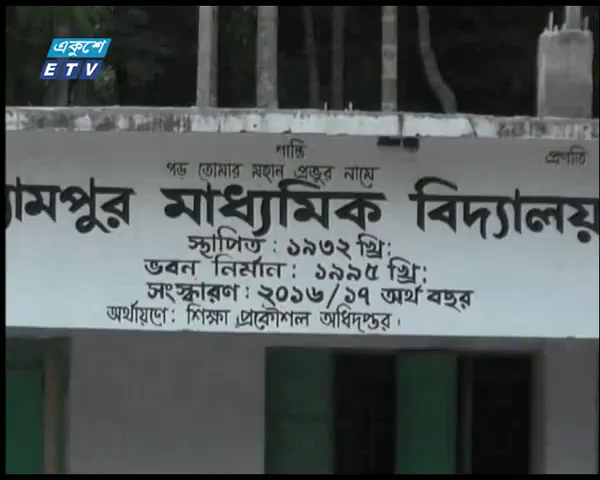 একুশে
ETV
শান্তি প্রগতি
পড় তোমার মহান প্রভুর নামে
যামপুর মাধ্যমিক বিদ্যালয়
স্থাপিত : ১৯৩২ খ্রি:
ভবন নির্মান : ১৯৯৫ খ্রি:
সংস্কারণ : ২০১৬/১৭ অর্থ বছর
অর্থায়ণে : শিক্ষা প্রকৌশল অধিদপ্তর।